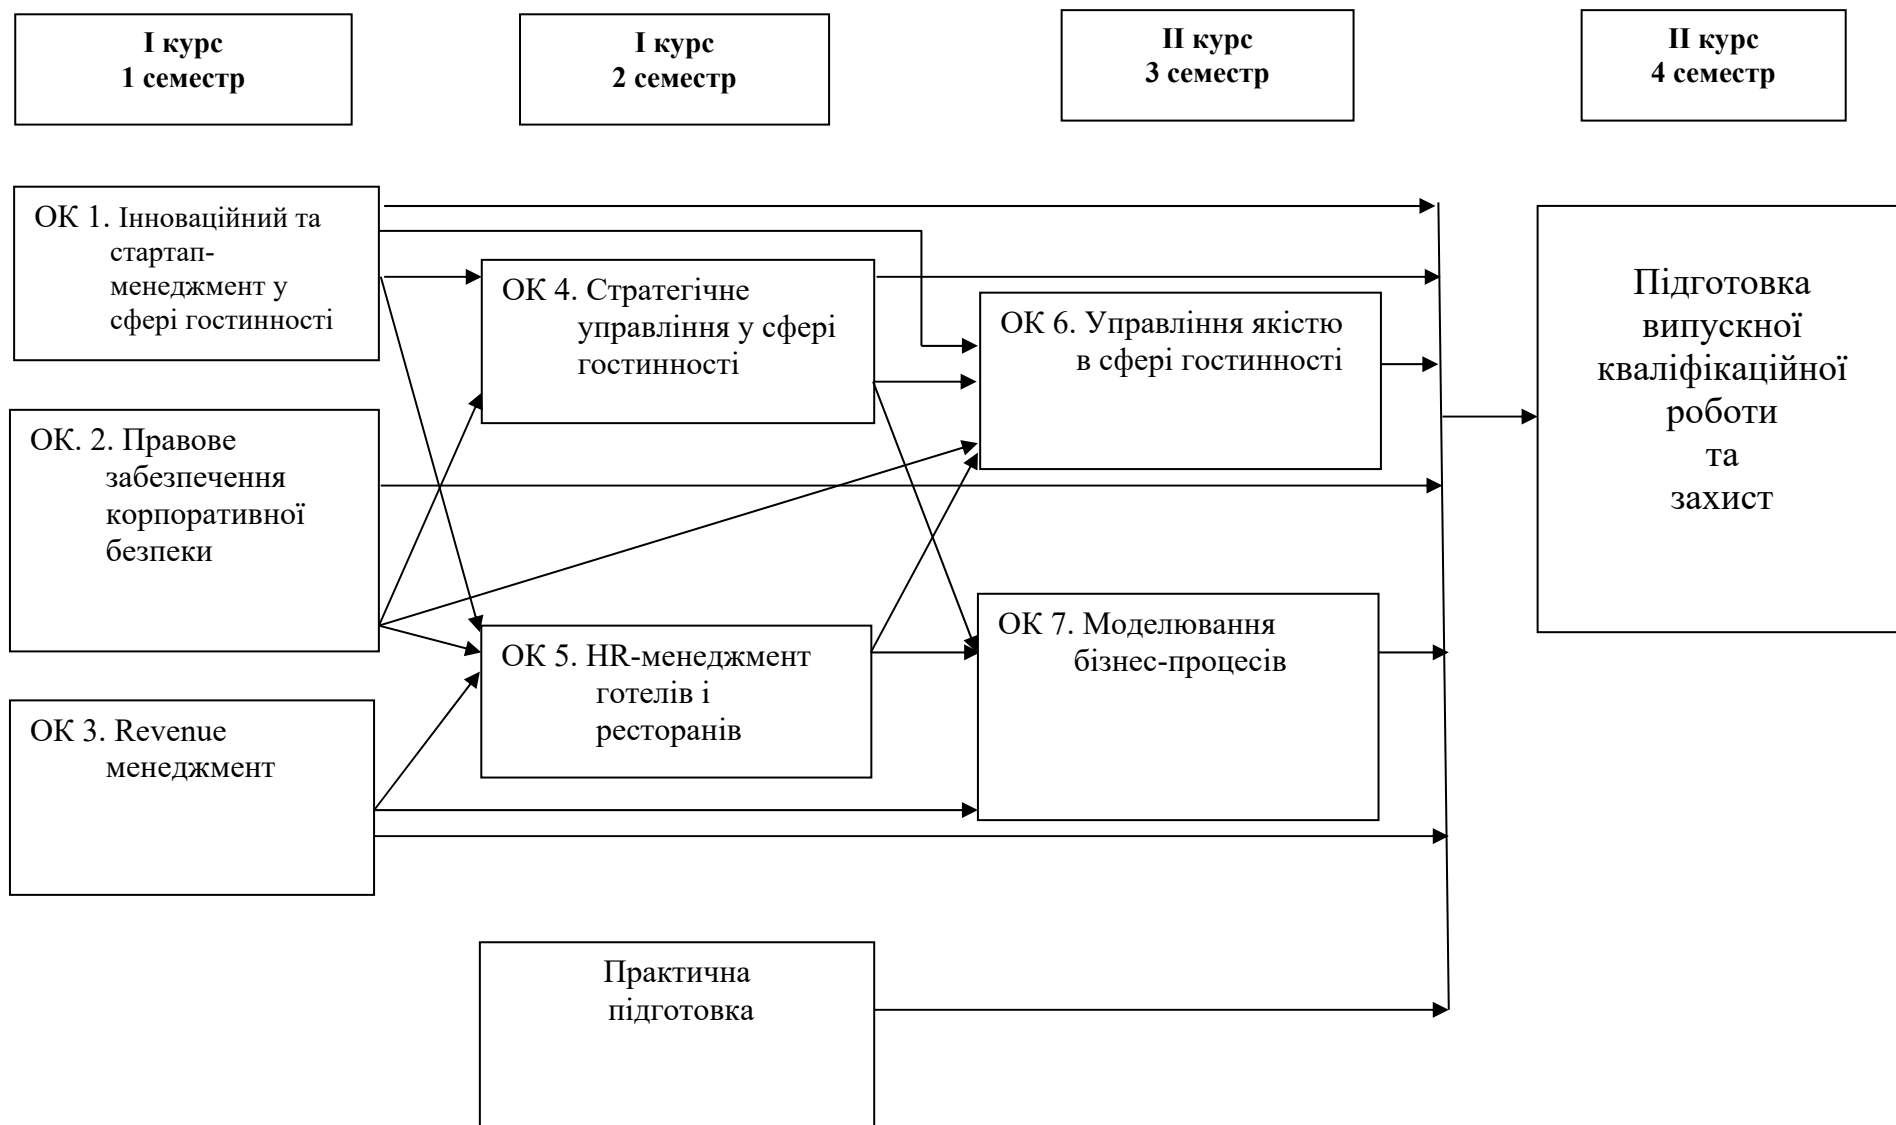 І курс
1 семестр
І курс
2 семестр
ІІ курс
3 семестр
ІІ курс
4 семестр
ОК 1. Інноваційний та
стартап-
менеджмент у
сфері гостинності
ОК. 2. Правове
забезпечення
корпоративної
безпеки
ОК 3. Revenue
менеджмент
ОК 4. Стратегічне
управління у сфері
гостинності
ОК 5. HR-менеджмент
готелів і
ресторанів
Практична
підготовка
ОК 6. Управління якістю
в сфері гостинності
ОК 7. Моделювання
бізнес-процесів
Підготовка
випускної
кваліфікаційної
роботи
та
захист